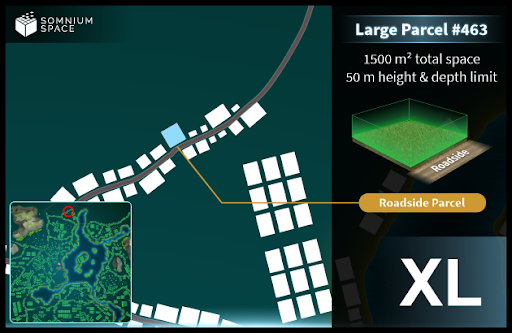 SOMNIUM
SPACE
Large Parcel #463
1500 m² total space
50 m height & depth limit
Roadside
Roadside Parcel
XL